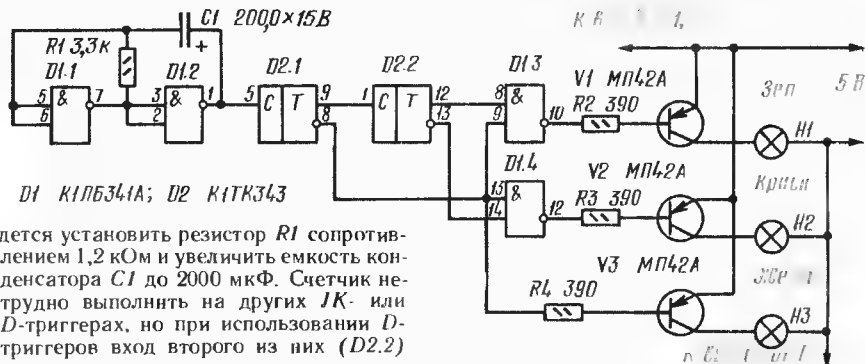 C1 200,0×15В
R1 3,3к
D1.1
D1.2
D2.1
D2.2
D1.3
V1 МП42А
5 В
R2 390
Н1
5
6
&
7
3
2
&
1
5
С Т
9
8
1
С Т
12
13
8
9
&
10
D1.4
V2 МП42А
15
14
&
12
R3 390
Н2
D1 К1ЛБ341А; D2 К1ТК343
V3 МП42А
R4 390
Н3
дется установить резистор R1 сопротив-
лением 1,2 кОм и увеличить емкость кон-
денсатора C1 до 2000 мкФ. Счетчик не-
трудно выполнить на других JK- или
D-триггерах, но при использовании D-
триггеров вход второго из них (D2.2)